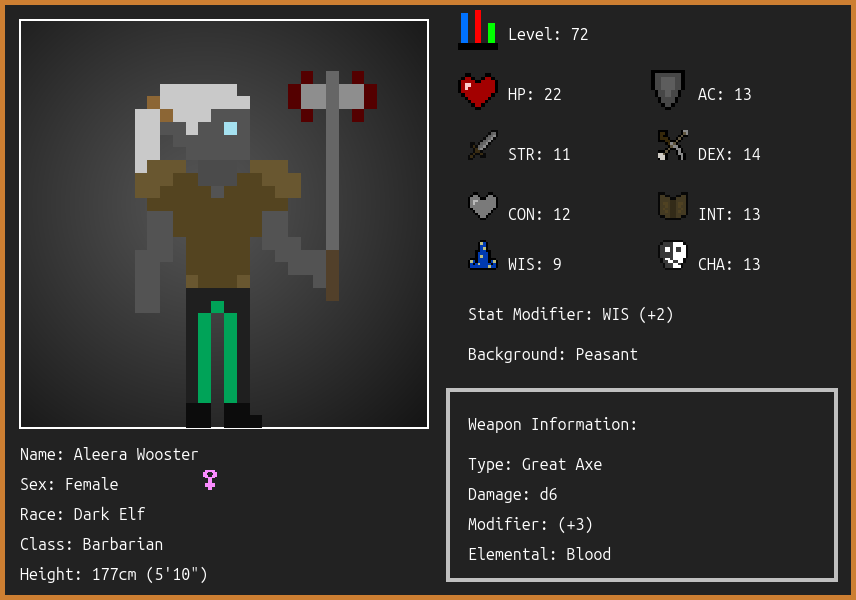 Level: 72
HP: 22
AC: 13
STR: 11
DEX: 14
CON: 12
INT: 13
WIS: 9
CHA: 13
Stat Modifier: WIS (+2)
Background: Peasant
Weapon Information:
Type: Great Axe
Damage: d6
Modifier: (+3)
Elemental: Blood
Name: Aleera Wooster
Sex: Female
Race: Dark Elf
Class: Barbarian
Height: 177cm (5'10")